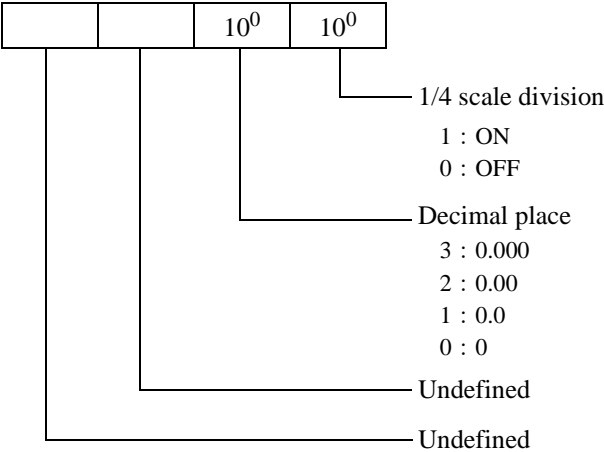 10⁰ 10⁰
1/4 scale division
1 : ON
0 : OFF
Decimal place
3 : 0.000
2 : 0.00
1 : 0.0
0 : 0
Undefined
Undefined